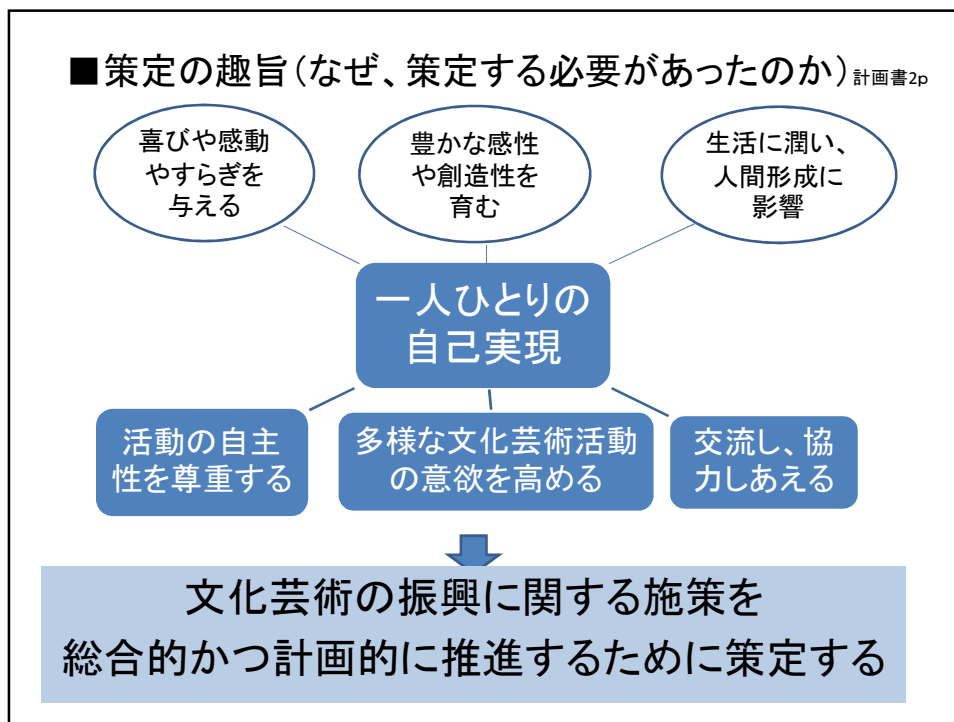 ■策定の趣旨（なぜ、策定する必要があったのか）計画書2p
喜びや感動
やすらぎを
与える
豊かな感性
や創造性を
育む
生活に潤い、
人間形成に
影響
一人ひとりの
自己実現
活動の自主
性を尊重する
多様な文化芸術活動
の意欲を高める
交流し、協
力しあえる
文化芸術の振興に関する施策を
総合的かつ計画的に推進するために策定する